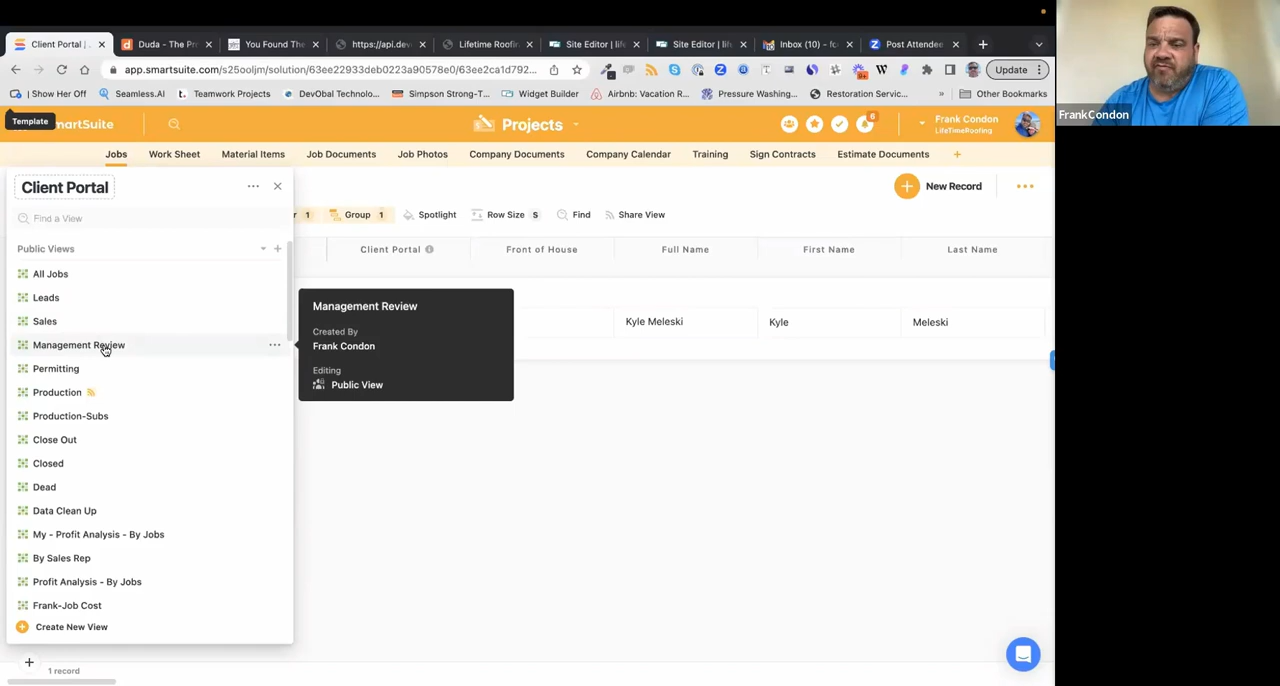 Client Portal | .
Duda - The Pr
You Found The
https://api.dev
Lifetime Roofin
Site Editor | life
Site Editor | life
Inbox (10) - fco
Post Attendee
app.smartsuite.com/s25ooljm/solution/63ee22933deb0223a90578e0/63ee2ca1d792...
Update
| Show Her Off
Seamless.AI
Teamwork Projects
DevObal Technolo...
Simpson Strong-T...
Widget Builder
Airbnb: Vacation R...
Pressure Washing...
Restoration Servic...
»
Other Bookmarks
Template
martSuite
Projects
6
Frank Condon
LifeTimeRoofing
FrankCondon
Jobs
Work Sheet
Material Items
Job Documents
Job Photos
Company Documents
Company Calendar
Training
Sign Contracts
Estimate Documents
Client Portal
New Record
Find a View
r 1
Group 1
Spotlight
Row Size S
Find
Share View
Public Views
Client Portal
Front of House
Full Name
First Name
Last Name
All Jobs
Leads
Sales
Management Review
Permitting
Production
Production-Subs
Close Out
Closed
Dead
Data Clean Up
My - Profit Analysis - By Jobs
By Sales Rep
Profit Analysis - By Jobs
Frank-Job Cost
Create New View
Management Review
Created By
Frank Condon
Editing
Public View
Kyle Meleski
Kyle
Meleski
1 record